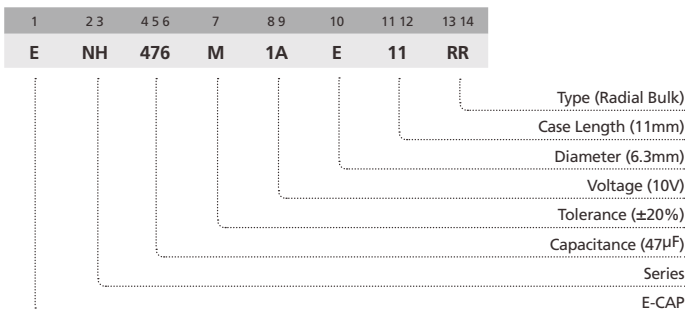 1 2 3 4 5 6 7 8 9 10 11 12 13 14
E NH 476 M 1A E 11 RR
Type (Radial Bulk)
Case Length (11mm)
Diameter (6.3mm)
Voltage (10V)
Tolerance (±20%)
Capacitance (47µF)
Series
E-CAP